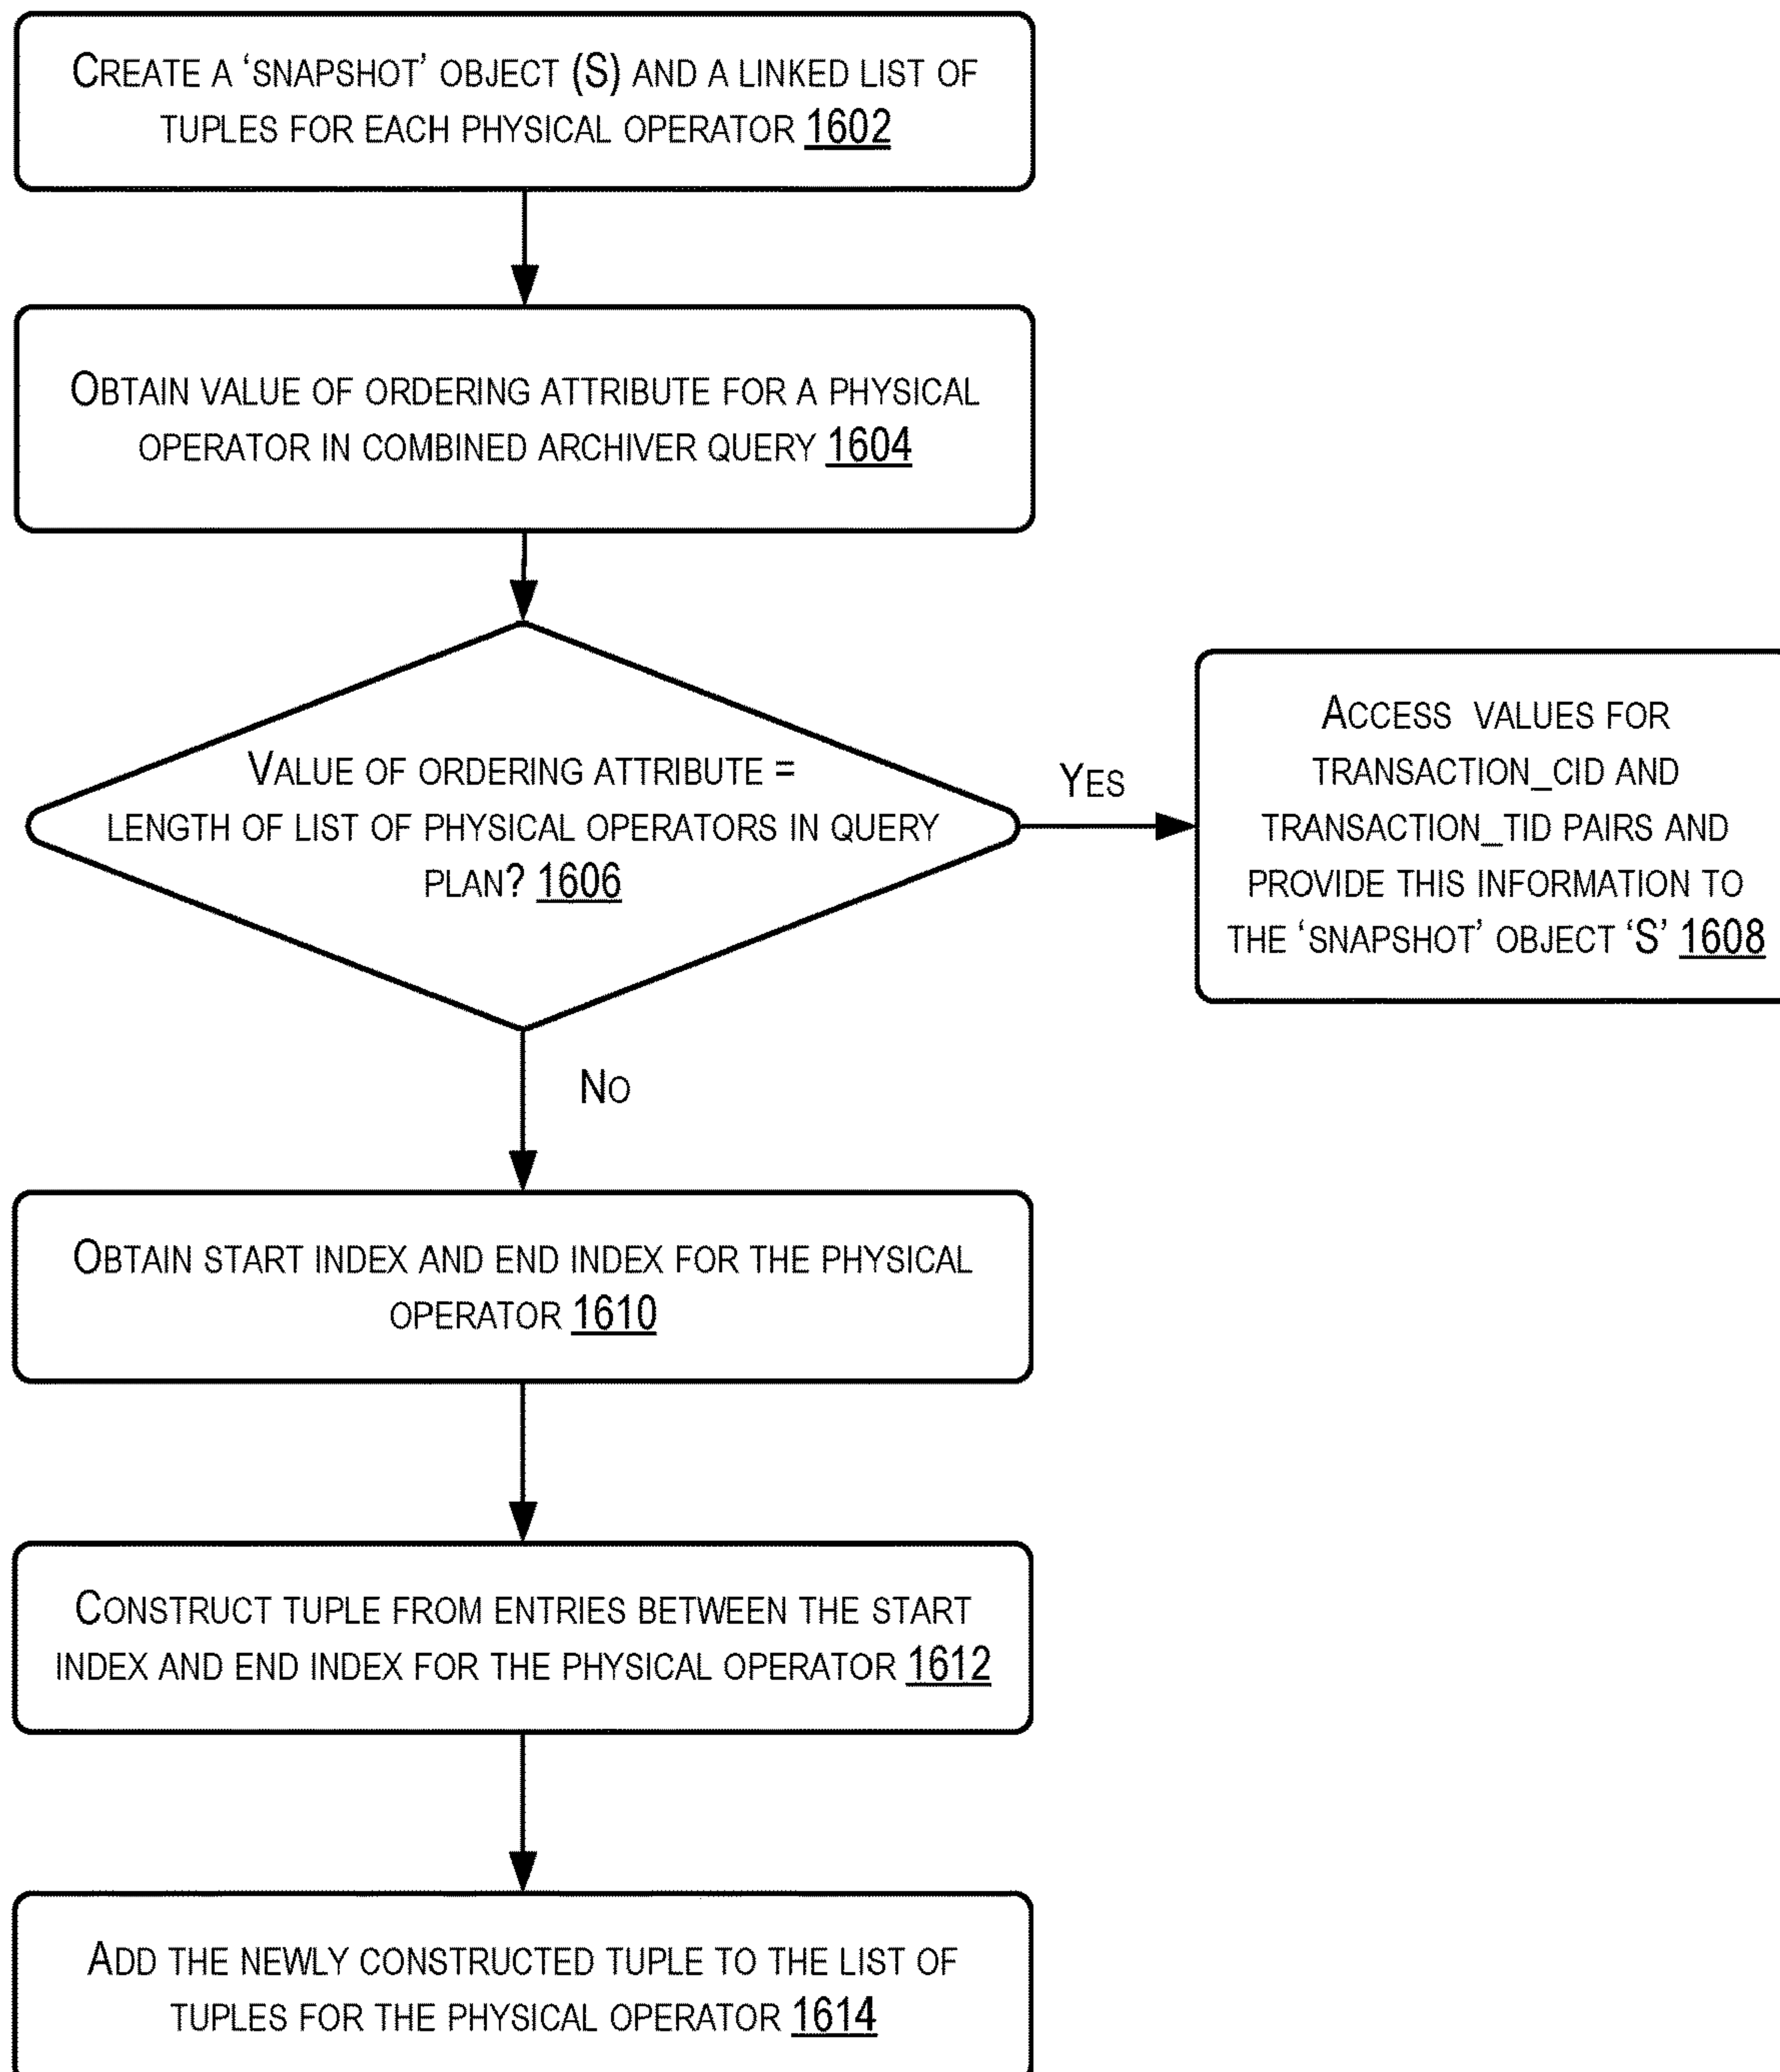 CREATE A ‘SNAPSHOT’ OBJECT (S) AND A LINKED LIST OF
TUPLES FOR EACH PHYSICAL OPERATOR 1602
OBTAIN VALUE OF ORDERING ATTRIBUTE FOR A PHYSICAL
OPERATOR IN COMBINED ARCHIVER QUERY 1604
VALUE OF ORDERING ATTRIBUTE =
LENGTH OF LIST OF PHYSICAL OPERATORS IN QUERY
PLAN? 1606
YES
ACCESS VALUES FOR
TRANSACTION_CID AND
TRANSACTION_TID PAIRS AND
PROVIDE THIS INFORMATION TO
THE ‘SNAPSHOT’ OBJECT ‘S’ 1608
NO
OBTAIN START INDEX AND END INDEX FOR THE PHYSICAL
OPERATOR 1610
CONSTRUCT TUPLE FROM ENTRIES BETWEEN THE START
INDEX AND END INDEX FOR THE PHYSICAL OPERATOR 1612
ADD THE NEWLY CONSTRUCTED TUPLE TO THE LIST OF
TUPLES FOR THE PHYSICAL OPERATOR 1614